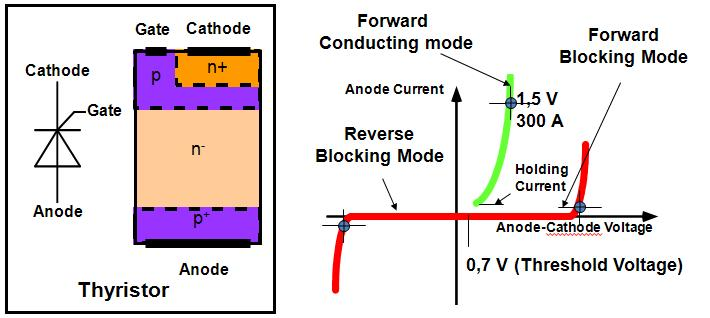 Gate
Cathode
p
n+
n-
p+
Anode
Cathode
Gate
Anode
Thyristor
Forward
Conducting mode
Forward
Blocking Mode
Anode Current
1,5 V
300 A
Reverse
Blocking Mode
Holding
Current
Anode-Cathode Voltage
0,7 V (Threshold Voltage)